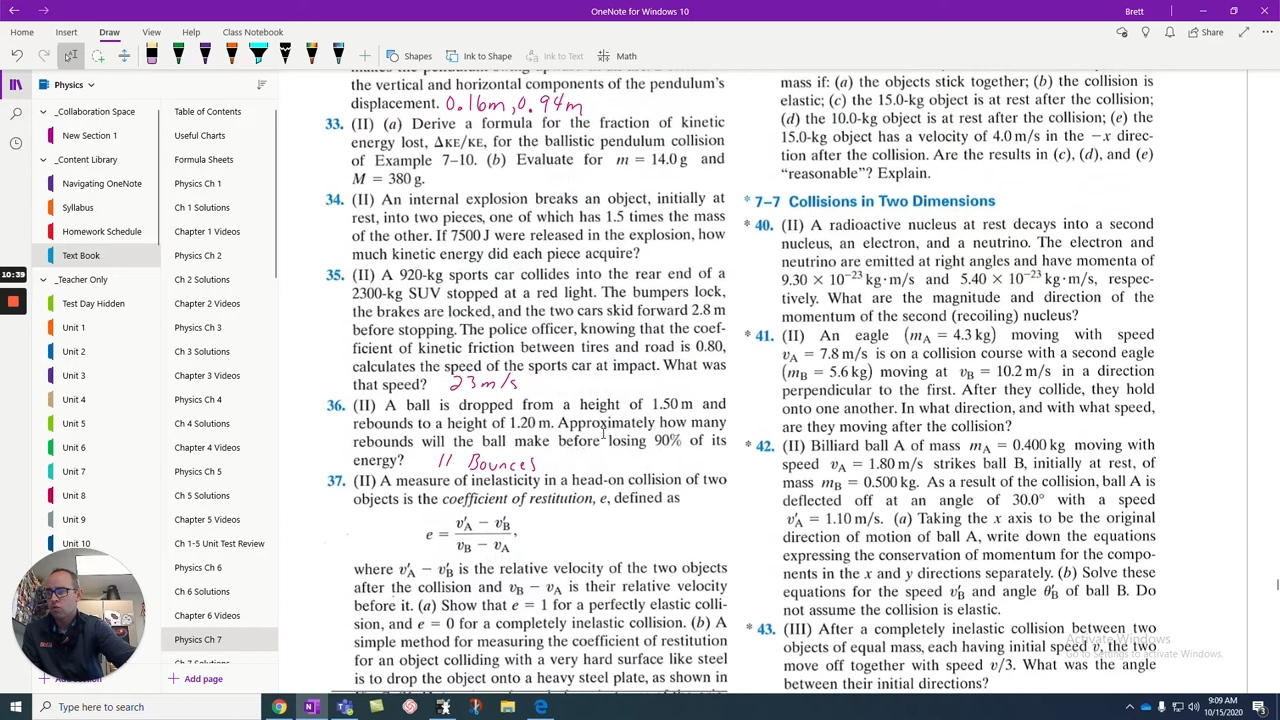 OneNote for Windows 10
Brett
Home
Insert
Draw
View
Help
Class Notebook
Share
Shapes
Ink to Shape
Ink to Text
Math
Physics
_Collaboration Space
New Section 1
_Content Library
Navigating OneNote
Syllabus
Homework Schedule
Text Book
_Teacher Only
Test Day Hidden
Unit 1
Unit 2
Unit 3
Unit 4
Unit 5
Unit 6
Unit 7
Unit 8
Unit 9
Unit 10
Table of Contents
Useful Charts
Formula Sheets
Physics Ch 1
Ch 1 Solutions
Chapter 1 Videos
Physics Ch 2
Ch 2 Solutions
Chapter 2 Videos
Physics Ch 3
Ch 3 Solutions
Chapter 3 Videos
Physics Ch 4
Ch 4 Solutions
Chapter 4 Videos
Physics Ch 5
Ch 5 Solutions
Chapter 5 Videos
Ch 1-5 Unit Test Review
Physics Ch 6
Ch 6 Solutions
Chapter 6 Videos
Physics Ch 7
Ch 7 Solutions
Add page
10:39
the vertical and horizontal components of the pendulum's
displacement. 0.16m, 0.94m
33. (II) (a) Derive a formula for the fraction of kinetic
energy lost, ΔKE/KE, for the ballistic pendulum collision
of Example 7–10. (b) Evaluate for m = 14.0 g and
M = 380 g.
34. (II) An internal explosion breaks an object, initially at
rest, into two pieces, one of which has 1.5 times the mass
of the other. If 7500 J were released in the explosion, how
much kinetic energy did each piece acquire?
35. (II) A 920-kg sports car collides into the rear end of a
2300-kg SUV stopped at a red light. The bumpers lock,
the brakes are locked, and the two cars skid forward 2.8 m
before stopping. The police officer, knowing that the coef-
ficient of kinetic friction between tires and road is 0.80,
calculates the speed of the sports car at impact. What was
that speed? 23 m/s
36. (II) A ball is dropped from a height of 1.50 m and
rebounds to a height of 1.20 m. Approximately how many
rebounds will the ball make before losing 90% of its
energy? 11 Bounces
37. (II) A measure of inelasticity in a head-on collision of two
objects is the coefficient of restitution, e, defined as
e = (v′A − v′B) / (vB − vA),
where v′A − v′B is the relative velocity of the two objects
after the collision and vB − vA is their relative velocity
before it. (a) Show that e = 1 for a perfectly elastic colli-
sion, and e = 0 for a completely inelastic collision. (b) A
simple method for measuring the coefficient of restitution
for an object colliding with a very hard surface like steel
is to drop the object onto a heavy steel plate, as shown in
mass if: (a) the objects stick together; (b) the collision is
elastic; (c) the 15.0-kg object is at rest after the collision;
(d) the 10.0-kg object is at rest after the collision; (e) the
15.0-kg object has a velocity of 4.0 m/s in the −x direc-
tion after the collision. Are the results in (c), (d), and (e)
“reasonable”? Explain.
* 7–7 Collisions in Two Dimensions
* 40. (II) A radioactive nucleus at rest decays into a second
nucleus, an electron, and a neutrino. The electron and
neutrino are emitted at right angles and have momenta of
9.30 × 10⁻²³ kg·m/s and 5.40 × 10⁻²³ kg·m/s, respec-
tively. What are the magnitude and direction of the
momentum of the second (recoiling) nucleus?
* 41. (II) An eagle (mA = 4.3 kg) moving with speed
vA = 7.8 m/s is on a collision course with a second eagle
(mB = 5.6 kg) moving at vB = 10.2 m/s in a direction
perpendicular to the first. After they collide, they hold
onto one another. In what direction, and with what speed,
are they moving after the collision?
* 42. (II) Billiard ball A of mass mA = 0.400 kg moving with
speed vA = 1.80 m/s strikes ball B, initially at rest, of
mass mB = 0.500 kg. As a result of the collision, ball A is
deflected off at an angle of 30.0° with a speed
v′A = 1.10 m/s. (a) Taking the x axis to be the original
direction of motion of ball A, write down the equations
expressing the conservation of momentum for the compo-
nents in the x and y directions separately. (b) Solve these
equations for the speed v′B and angle θ′B of ball B. Do
not assume the collision is elastic.
* 43. (III) After a completely inelastic collision between two
objects of equal mass, each having initial speed v, the two
move off together with speed v/3. What was the angle
between their initial directions?
Activate Windows
Go to Settings to activate Windows.
Type here to search
9:09 AM
10/15/2020